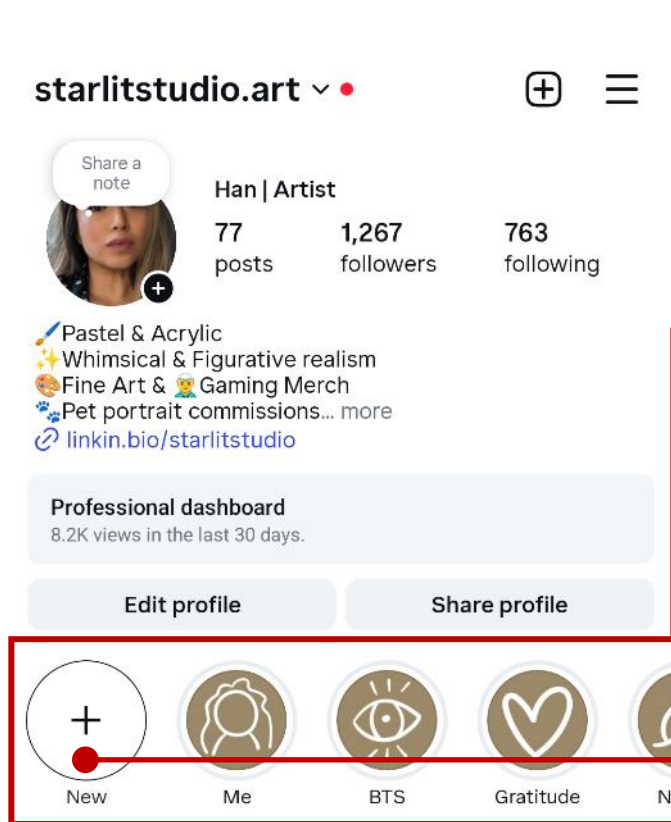 starlitstudio.art
Share a
note
Han | Artist
77 1,267 763
posts followers following
🖌️Pastel & Acrylic
✨Whimsical & Figurative realism
🎨Fine Art & 🧝‍♂️Gaming Merch
🐾Pet portrait commissions... more
linkin.bio/starlitstudio
Professional dashboard
8.2K views in the last 30 days.
Edit profile Share profile
New Me BTS Gratitude